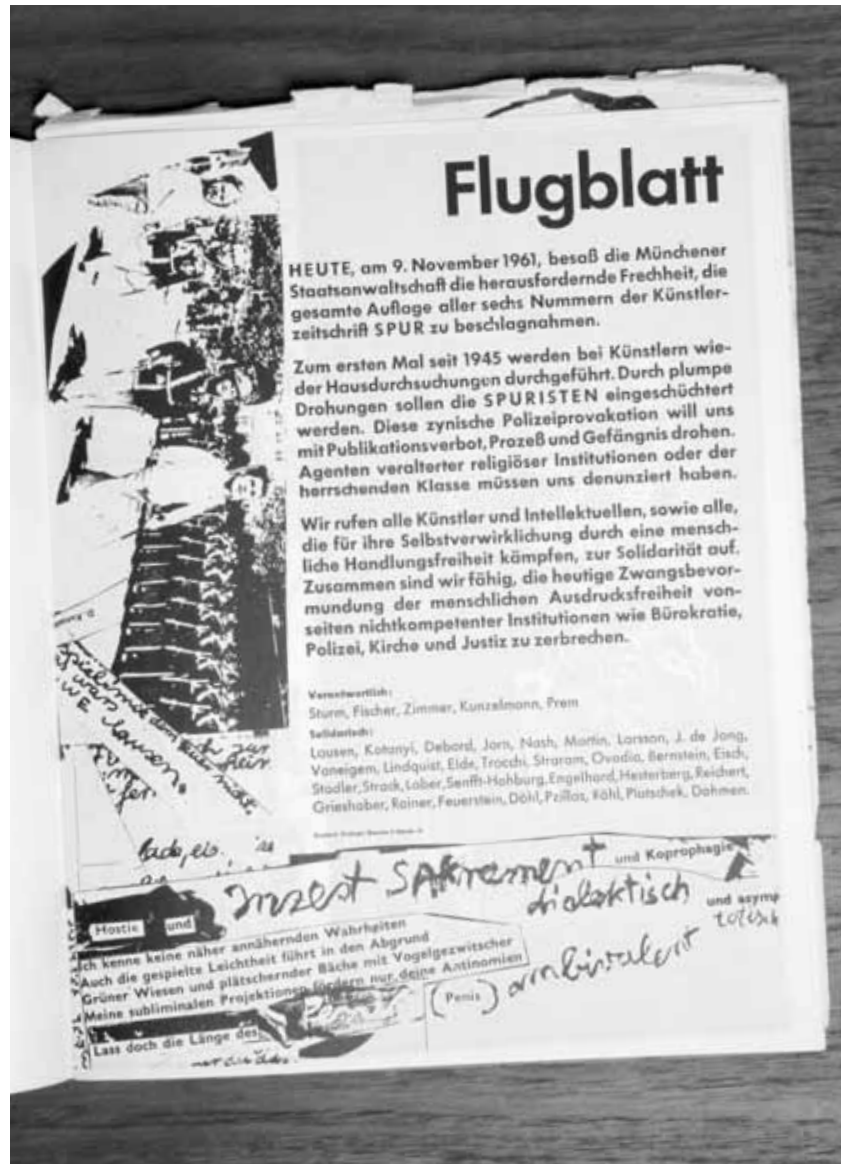 Flugblatt
HEUTE, am 9. November 1961, besaß die Münchener
Staatsanwaltschaft die herausfordernde Frechheit, die
gesamte Auflage aller sechs Nummern der Künstler-
zeitschrift SPUR zu beschlagnahmen.
Zum ersten Mal seit 1945 werden bei Künstlern wie-
der Hausdurchsuchungen durchgeführt. Durch plumpe
Drohungen sollen die SPURISTEN eingeschüchtert
werden. Diese zynische Polizeiprovakation will uns
mit Publikationsverbot, Prozeß und Gefängnis drohen.
Agenten veralterter religiöser Institutionen oder der
herrschenden Klasse müssen uns denunziert haben.
Wir rufen alle Künstler und Intellektuellen, sowie alle,
die für ihre Selbstverwirklichung durch eine mensch-
liche Handlungsfreiheit kämpfen, zur Solidarität auf.
Zusammen sind wir fähig, die heutige Zwangsbevor-
mundung der menschlichen Ausdrucksfreiheit von-
seiten nichtkompetenter Institutionen wie Bürokratie,
Polizei, Kirche und Justiz zu zerbrechen.
Verantwortlich:
Sturm, Fischer, Zimmer, Kunzelmann, Prem
Solidarisch:
Lausen, Kotanyi, Debord, Jorn, Nash, Martin, Larsson, J. de Jong,
Vaneigem, Lindquist, Elde, Trocchi, Straram, Ovadia, Bernstein, Eisch,
Stadler, Strack, Laber, Senfft-Hohburg, Engelhard, Hesterberg, Reichert,
Grieshaber, Rainer, Feuerstein, Döhl, Pzillas, Köhl, Platschek, Dahmen.
Inzest SAKrament und Koprophagie
Hostie und dialektisch und asymp
totisch
Ich kenne keine näher annähernden Wahrheiten
Auch die gespielte Leichtheit führt in den Abgrund
Grüner Wiesen und plätschernder Bäche mit Vogelgezwitscher
Meine subliminalen Projektionen fördern nur deine Antinomien
(Penis) ambivalent
Lass doch die Länge des